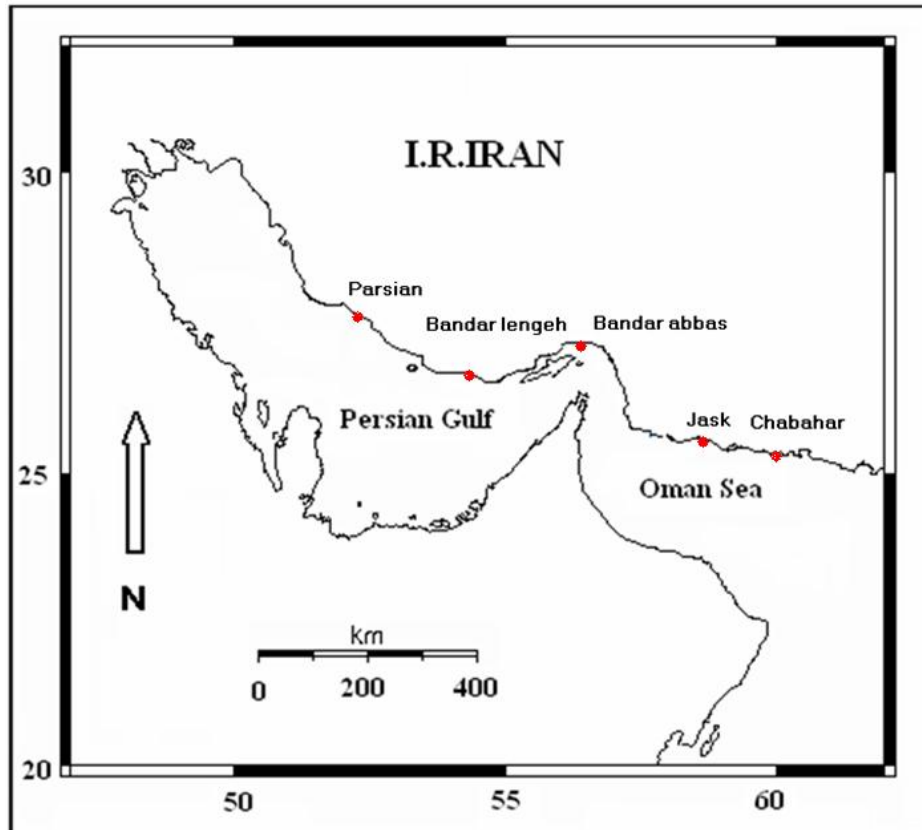 I.R.IRAN
30
Parsian
Bandar lengeh
Bandar abbas
Persian Gulf
Jask
Chabahar
25
Oman Sea
N
km
0
200
400
20
50
55
60